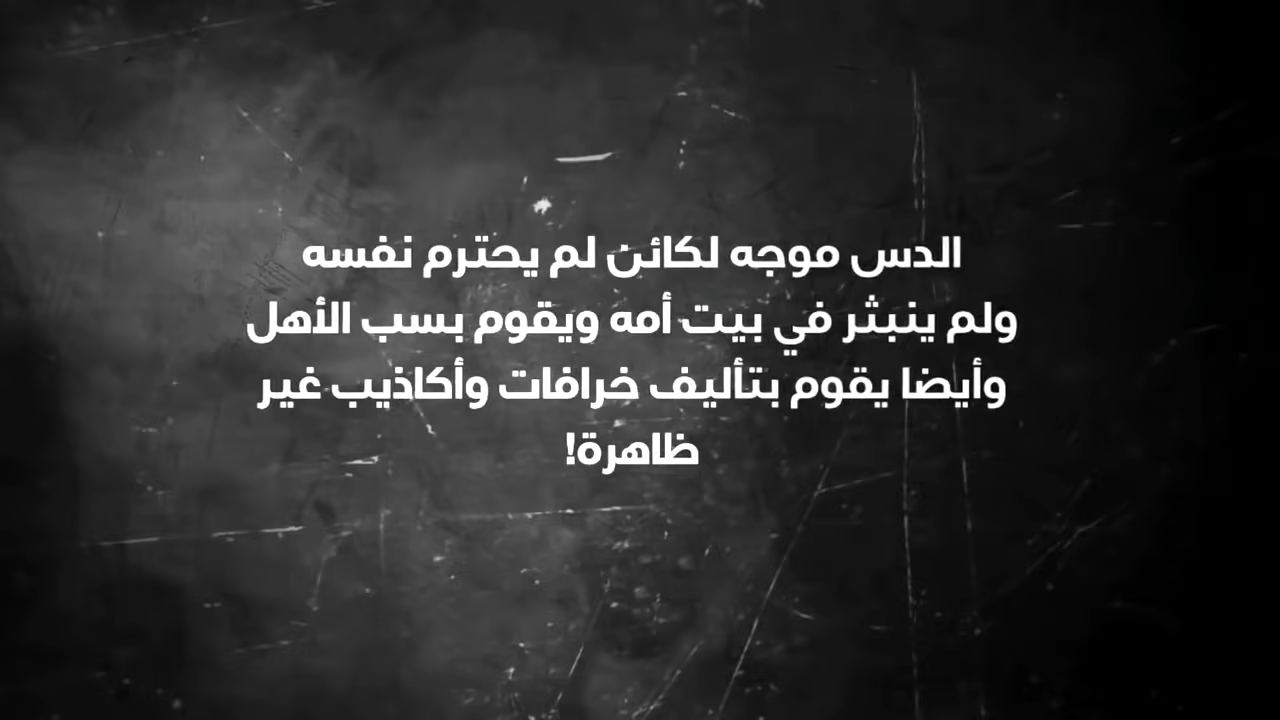 الدس موجه لكائن لم يحترم نفسه
ولم ينبثر في بيت أمه ويقوم بسب الأهل
وأيضا يقوم بتأليف خرافات وأكاذيب غير
ظاهرة!